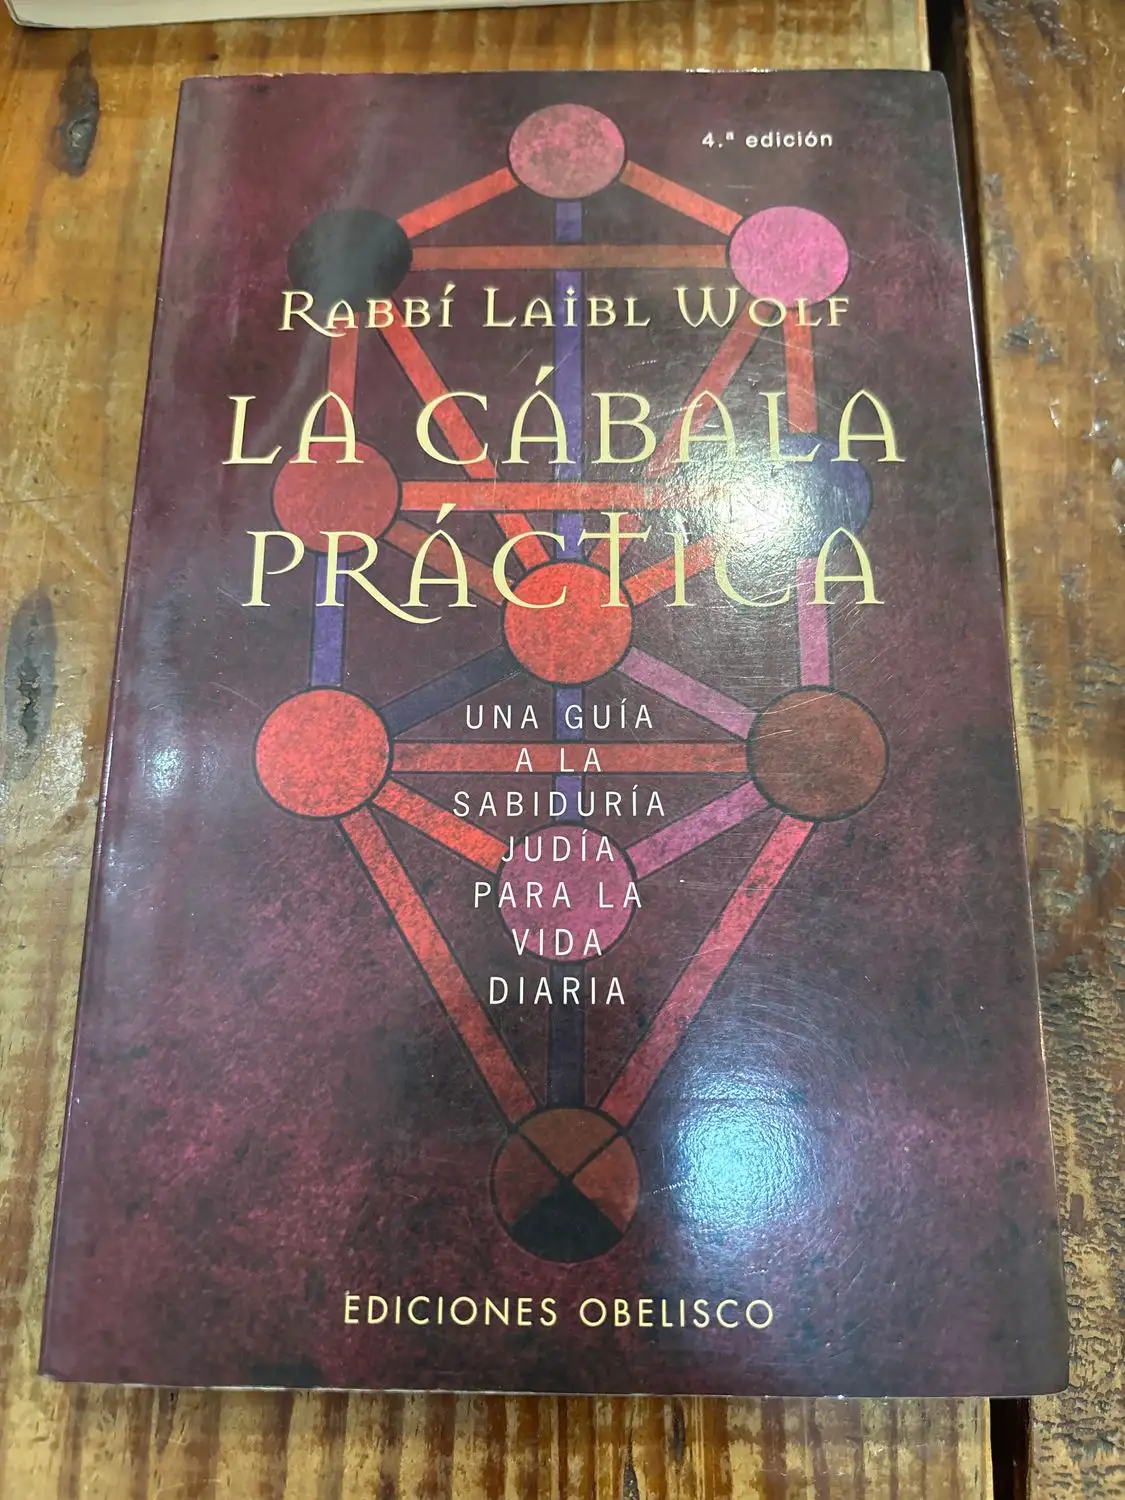 4.ª edición
RABBÍ LAIBL WOLF
LA CÁBALA
PRÁCTICA
UNA GUÍA
A LA
SABIDURÍA
JUDÍA
PARA LA
VIDA
DIARIA
EDICIONES OBELISCO